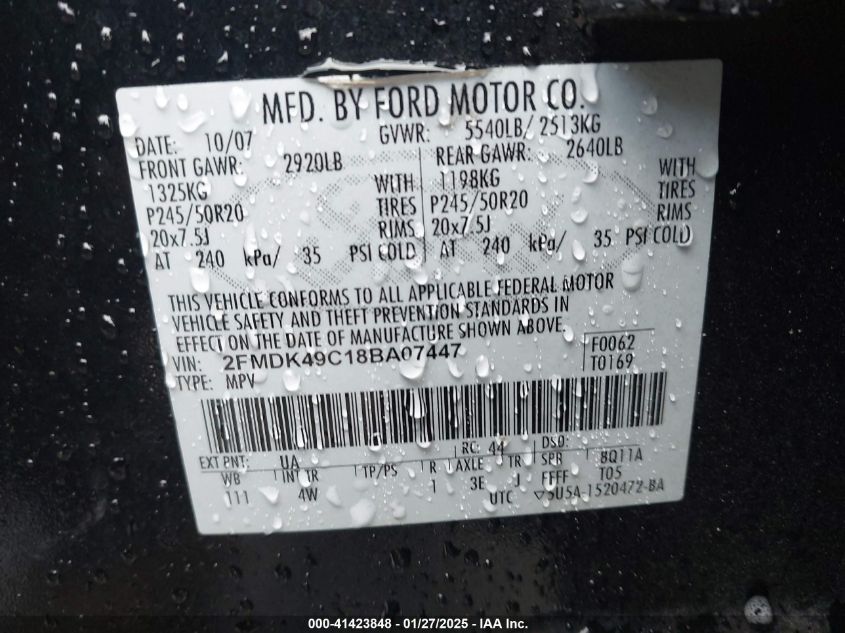 MFD. BY FORD MOTOR CO.
DATE: 10/07 GVWR: 5540LB/ 2513KG
FRONT GAWR: 2920LB REAR GAWR: 2640LB
1325KG WITH 1198KG WITH
P245/50R20 TIRES P245/50R20 TIRES
20x7.5J RIMS 20x7.5J RIMS
AT 240 kPa/ 35 PSI COLD AT 240 kPa/ 35 PSI COLD
THIS VEHICLE CONFORMS TO ALL APPLICABLE FEDERAL MOTOR
VEHICLE SAFETY AND THEFT PREVENTION STANDARDS IN
EFFECT ON THE DATE OF MANUFACTURE SHOWN ABOVE.
VIN: 2FMDK49C18BA07447 F0062
TYPE: MPV T0169
EXT PNT: UA RC: 44 DSO:
WB INT TR TP/PS R AXLE TR SPR 8Q11A
111 4W 1 3E J FFFF T05
UTC ▽5U5A-1520472-BA
000-41423848 - 01/27/2025 - IAA Inc.